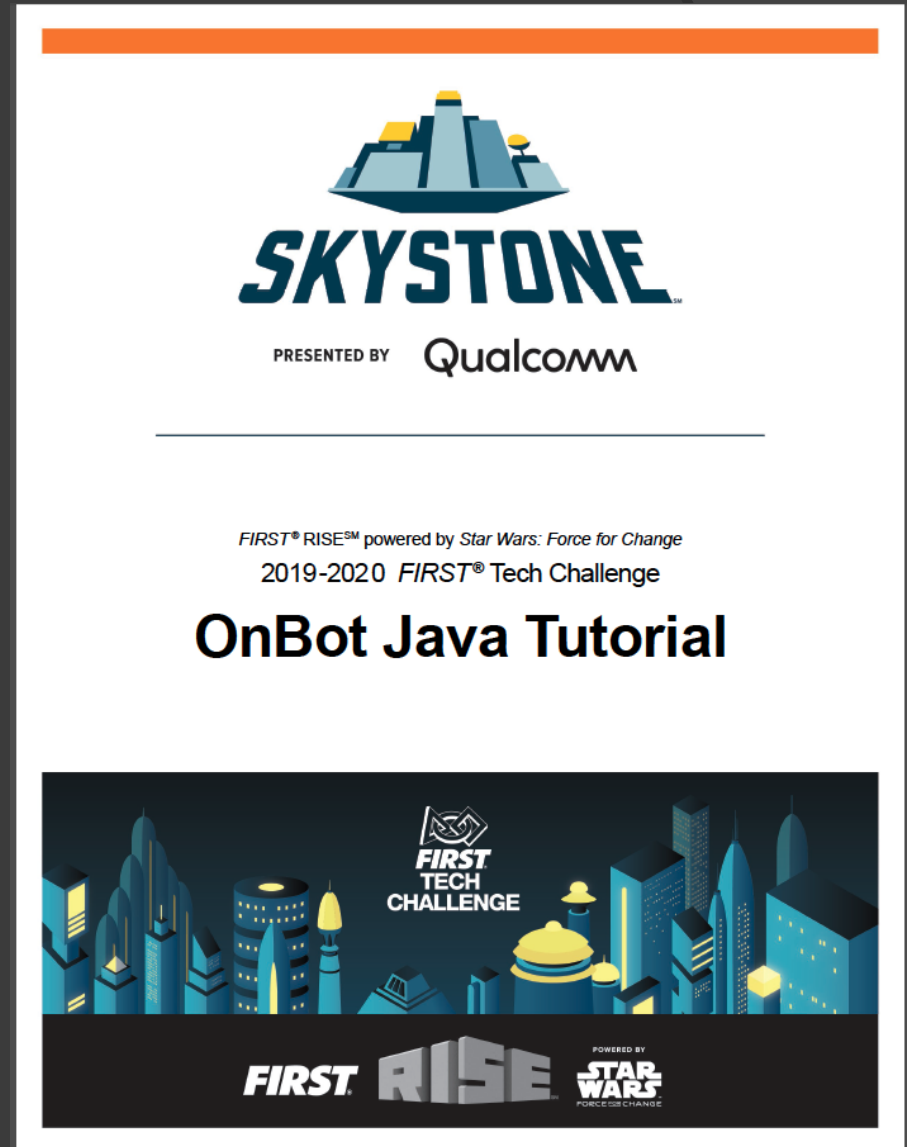 SKYSTONE SM
PRESENTED BY Qualcomm
FIRST® RISE℠ powered by Star Wars: Force for Change
2019-2020 FIRST® Tech Challenge
OnBot Java Tutorial
FIRST
TECH
CHALLENGE
FIRST® RISE
POWERED BY
STAR
WARS
FORCE FOR CHANGE